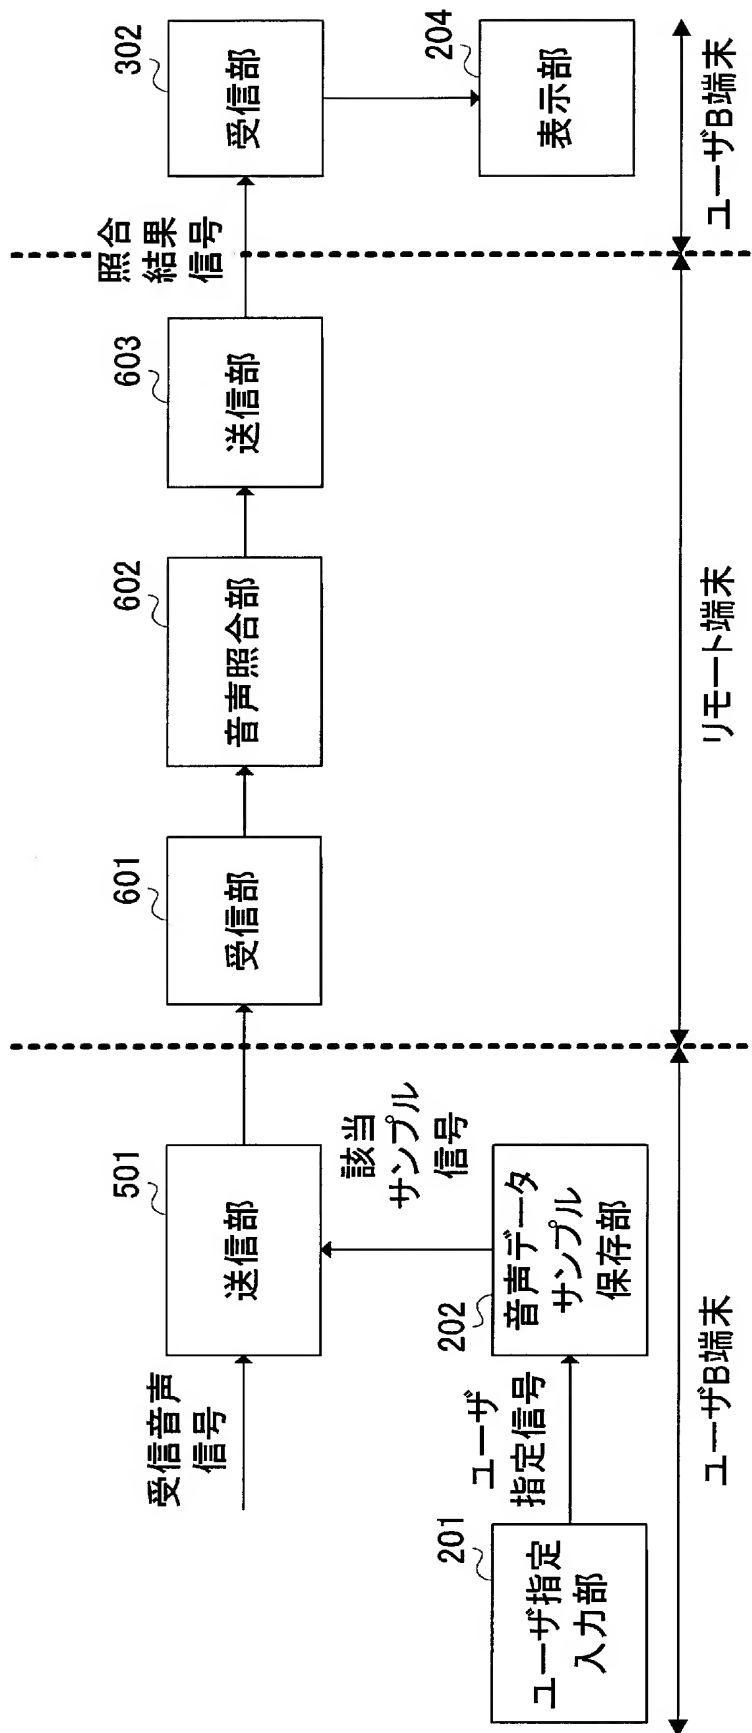 受信音声
信号
501
送信部
該当
サンプル
信号
201
ユーザ指定
入力部
ユーザ
指定信号
202
音声データ
サンプル
保存部
ユーザB端末
601
受信部
602
音声照合部
603
送信部
リモート端末
照合
結果
信号
302
受信部
204
表示部
ユーザB端末